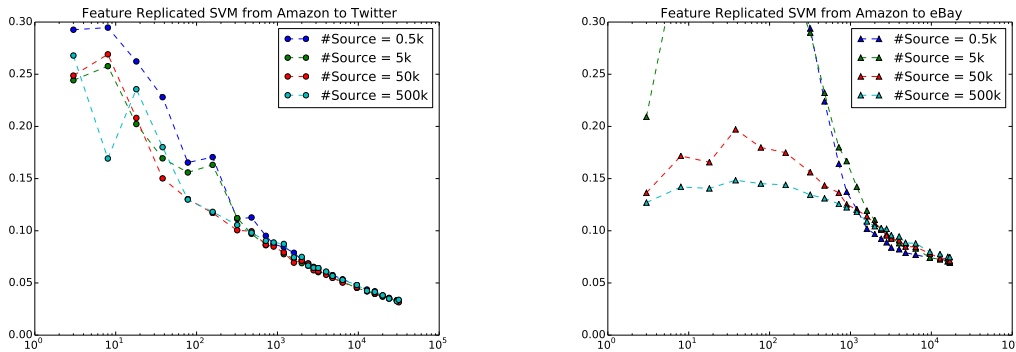 Feature Replicated SVM from Amazon to Twitter
0.30
0.25
0.20
0.15
0.10
0.05
0.00
10^0
10^1
10^2
10^3
10^4
10^5
#Source = 0.5k
#Source = 5k
#Source = 50k
#Source = 500k
Feature Replicated SVM from Amazon to eBay
0.30
0.25
0.20
0.15
0.10
0.05
0.00
10^0
10^1
10^2
10^3
10^4
10
#Source = 0.5k
#Source = 5k
#Source = 50k
#Source = 500k